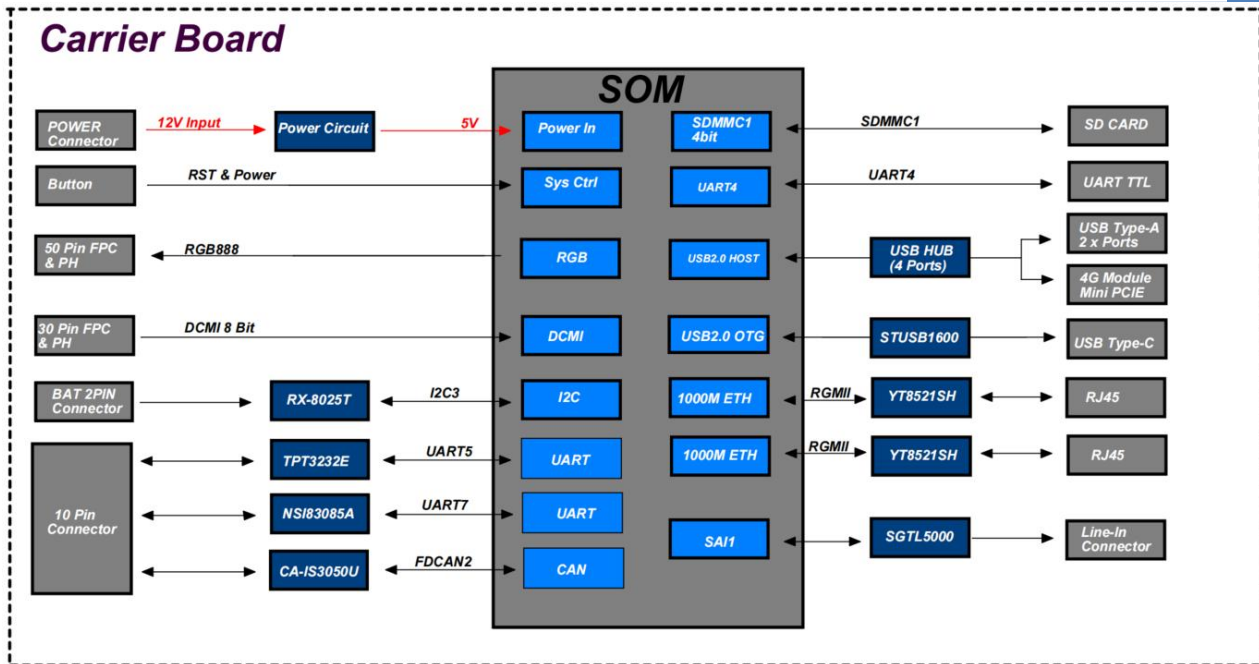 Carrier Board
SOM
POWER
Connector
12V Input
Power Circuit
5V
Power In
SDMMC1
4bit
SDMMC1
SD CARD
Button
RST & Power
Sys Ctrl
UART4
UART4
UART TTL
50 Pin FPC
& PH
RGB888
RGB
USB2.0 HOST
USB HUB
(4 Ports)
USB Type-A
2 x Ports
4G Module
Mini PCIE
30 Pin FPC
& PH
DCMI 8 Bit
DCMI
USB2.0 OTG
STUSB1600
USB Type-C
BAT 2PIN
Connector
RX-8025T
I2C3
I2C
1000M ETH
RGMII
YT8521SH
RJ45
10 Pin
Connector
TPT3232E
UART5
UART
1000M ETH
RGMII
YT8521SH
RJ45
NSI83085A
UART7
UART
SAI1
SGTL5000
Line-In
Connector
CA-IS3050U
FDCAN2
CAN